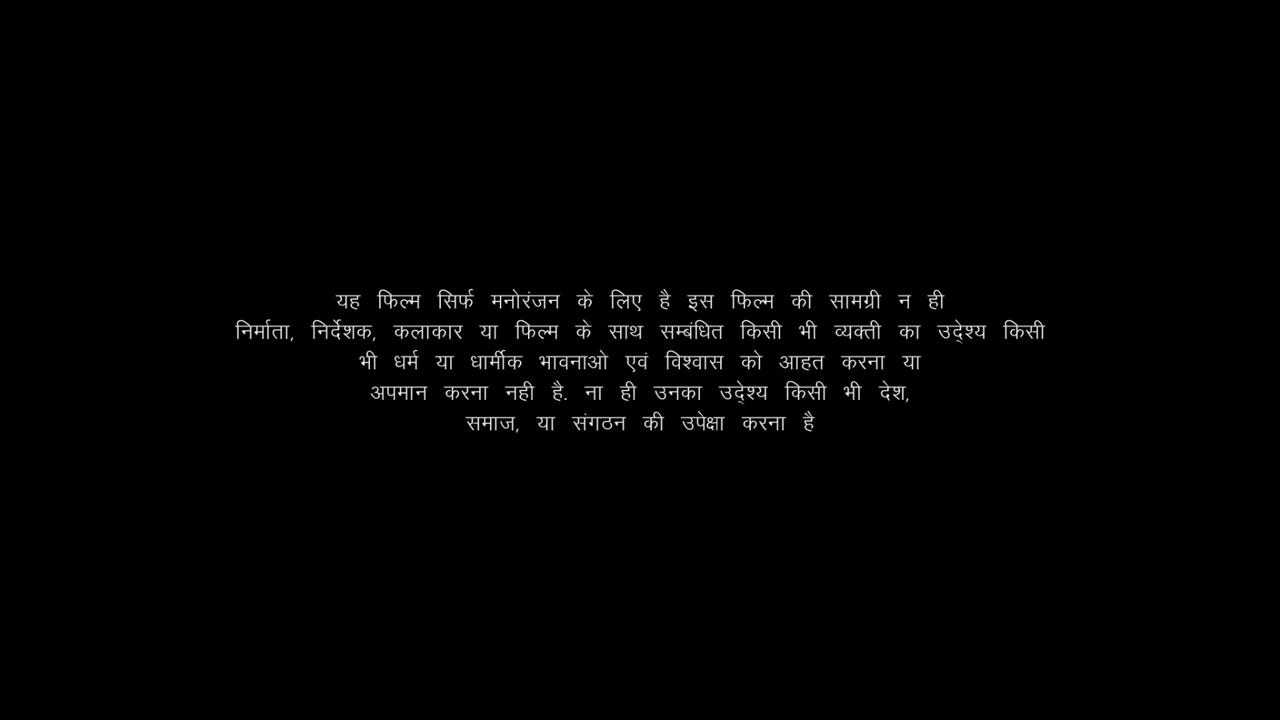 यह फिल्म सिर्फ मनोरंजन के लिए है इस फिल्म की सामग्री न ही
निर्माता, निर्देशक, कलाकार या फिल्म के साथ सम्बंधित किसी भी व्यक्ती का उद्देश्य किसी
भी धर्म या धार्मीक भावनाओ एवं विश्वास को आहत करना या
अपमान करना नही है. ना ही उनका उद्देश्य किसी भी देश,
समाज, या संगठन की उपेक्षा करना है